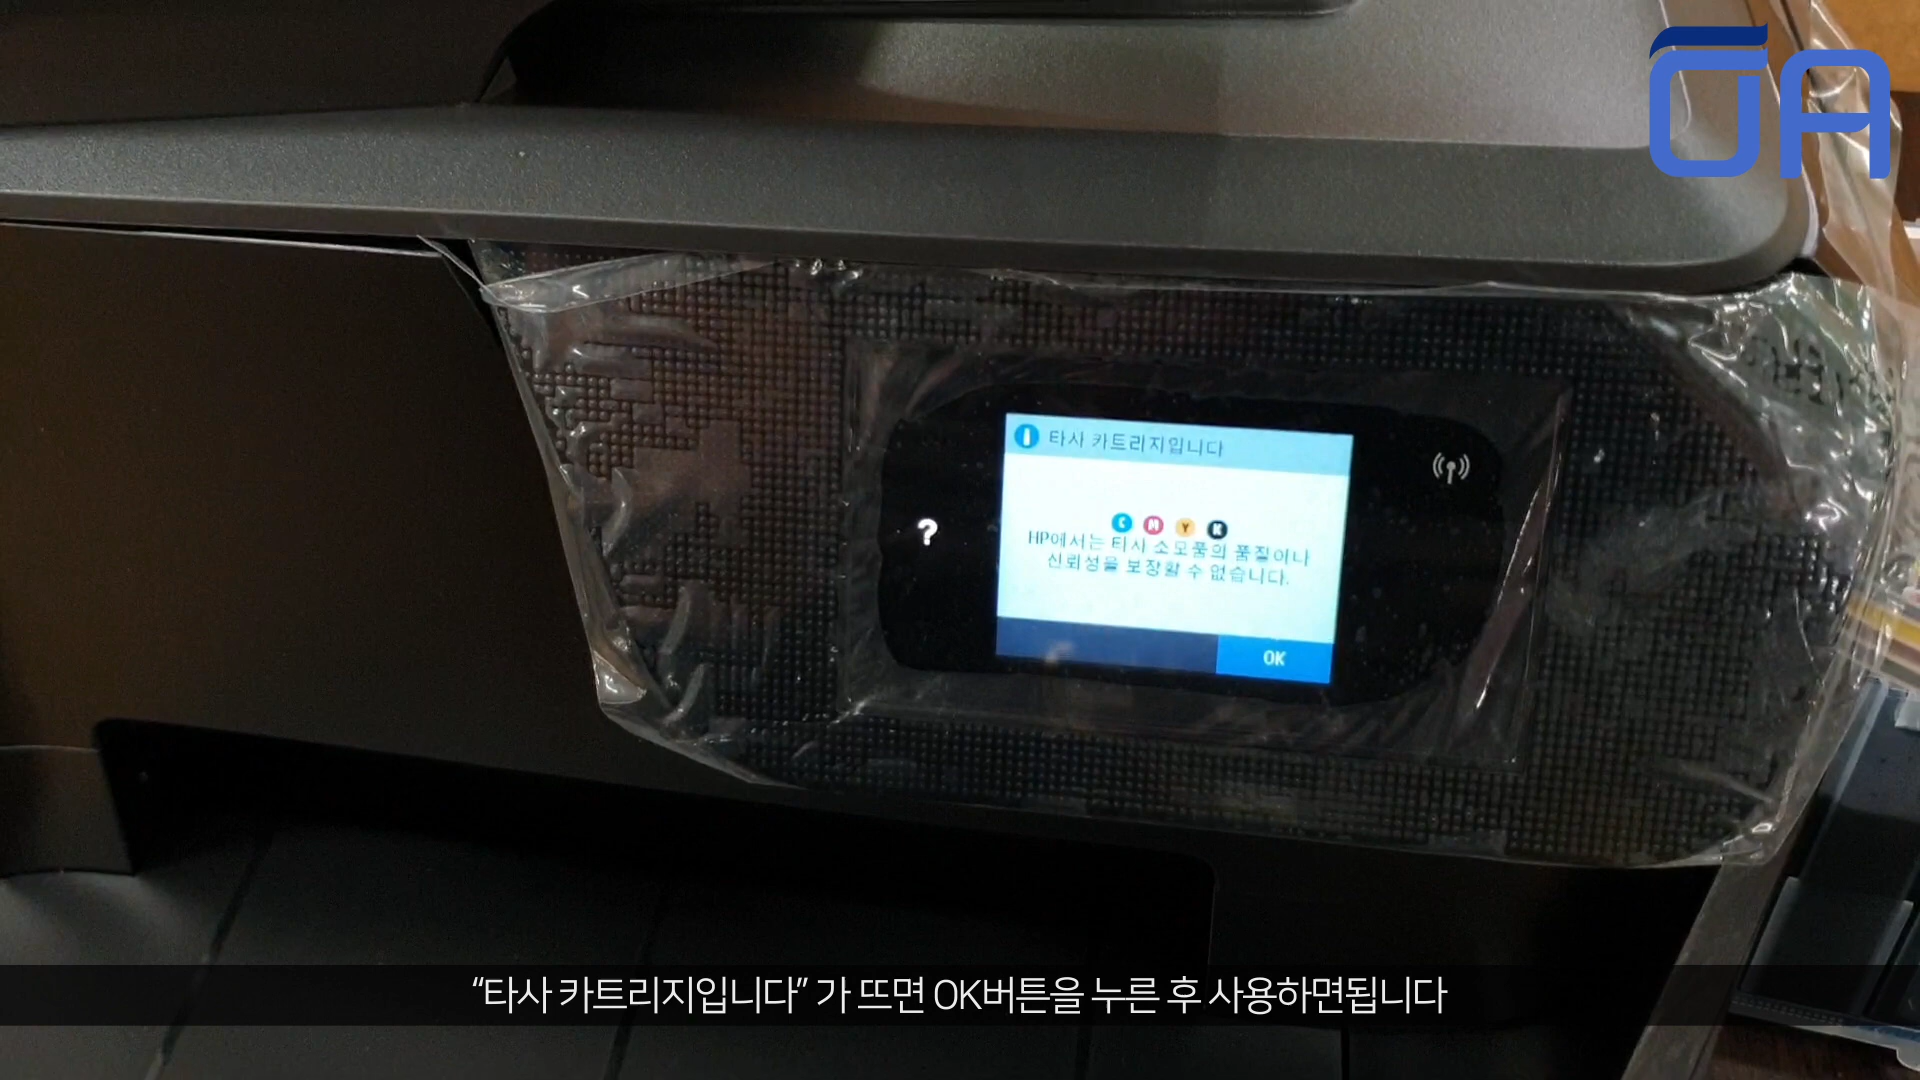 OA
타사 카트리지입니다
C M Y K
HP에서는 타사 소모품의 품질이나
신뢰성을 보장할 수 없습니다.
?
OK
“타사 카트리지입니다” 가 뜨면 OK버튼을 누른 후 사용하면됩니다